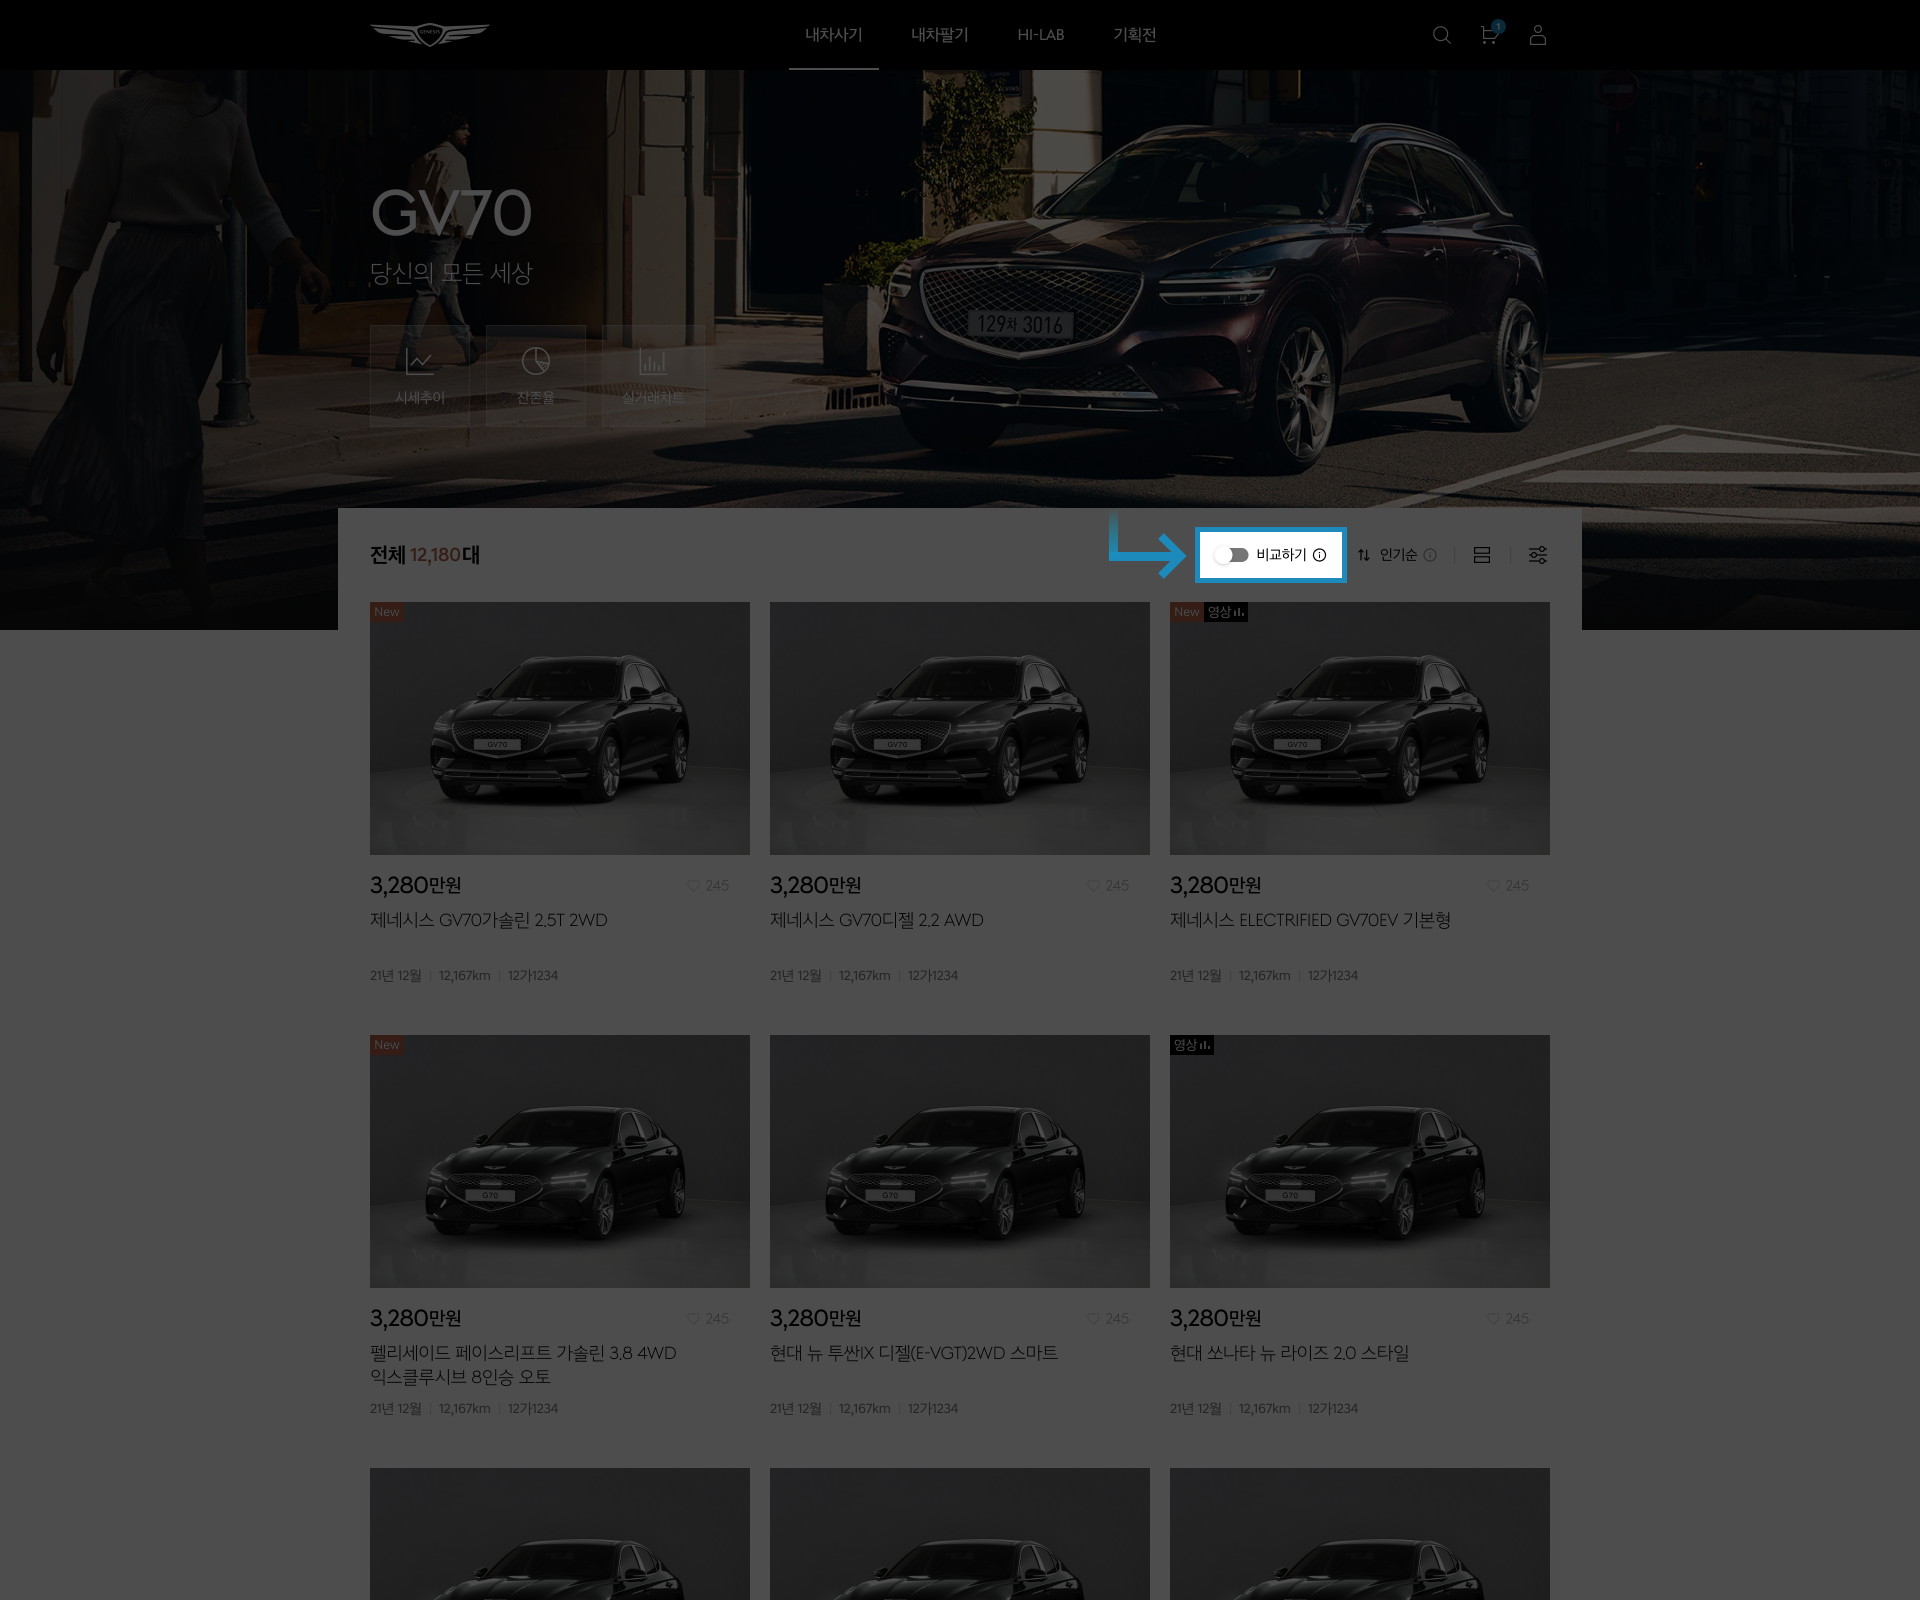 GENESIS
내차사기
내차팔기
HI-LAB
기획전
1
GV70
당신의 모든 세상
시세추이
잔존율
실거래차트
129차 3016
전체 12,180대
비교하기
인기순
New
New 영상
GV70
GV70
GV70
3,280만원
245
3,280만원
245
3,280만원
245
제네시스 GV70가솔린 2.5T 2WD
제네시스 GV70디젤 2.2 AWD
제네시스 ELECTRIFIED GV70EV 기본형
21년 12월 12,167km 12가1234
21년 12월 12,167km 12가1234
21년 12월 12,167km 12가1234
New
영상
G70
G70
G70
3,280만원
245
3,280만원
245
3,280만원
245
펠리세이드 페이스리프트 가솔린 3.8 4WD
익스클루시브 8인승 오토
현대 뉴 투싼IX 디젤(E-VGT)2WD 스마트
현대 쏘나타 뉴 라이즈 2.0 스타일
21년 12월 12,167km 12가1234
21년 12월 12,167km 12가1234
21년 12월 12,167km 12가1234